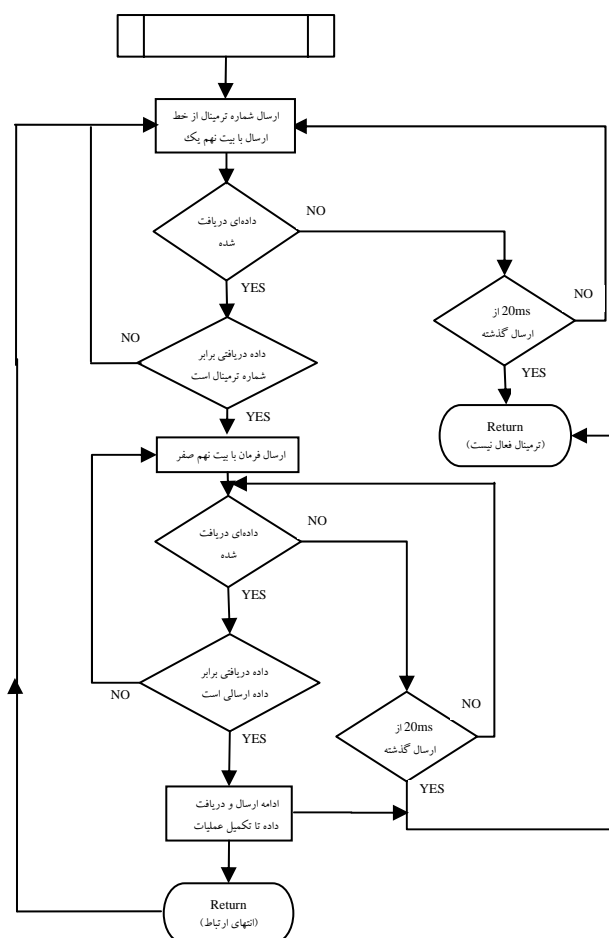 ارسال شماره ترمینال از خط
ارسال با بیت نهم یک
داده‌ای دریافت
شده
NO
YES
20ms از
ارسال گذشته
NO
YES
داده دریافتی برابر
شماره ترمینال است
NO
YES
Return
(ترمینال فعال نیست)
ارسال فرمان با بیت نهم صفر
داده‌ای دریافت
شده
NO
YES
داده دریافتی برابر
داده ارسالی است
NO
YES
20ms از
ارسال گذشته
NO
YES
ادامه ارسال و دریافت
داده تا تکمیل عملیات
Return
(انتهای ارتباط)